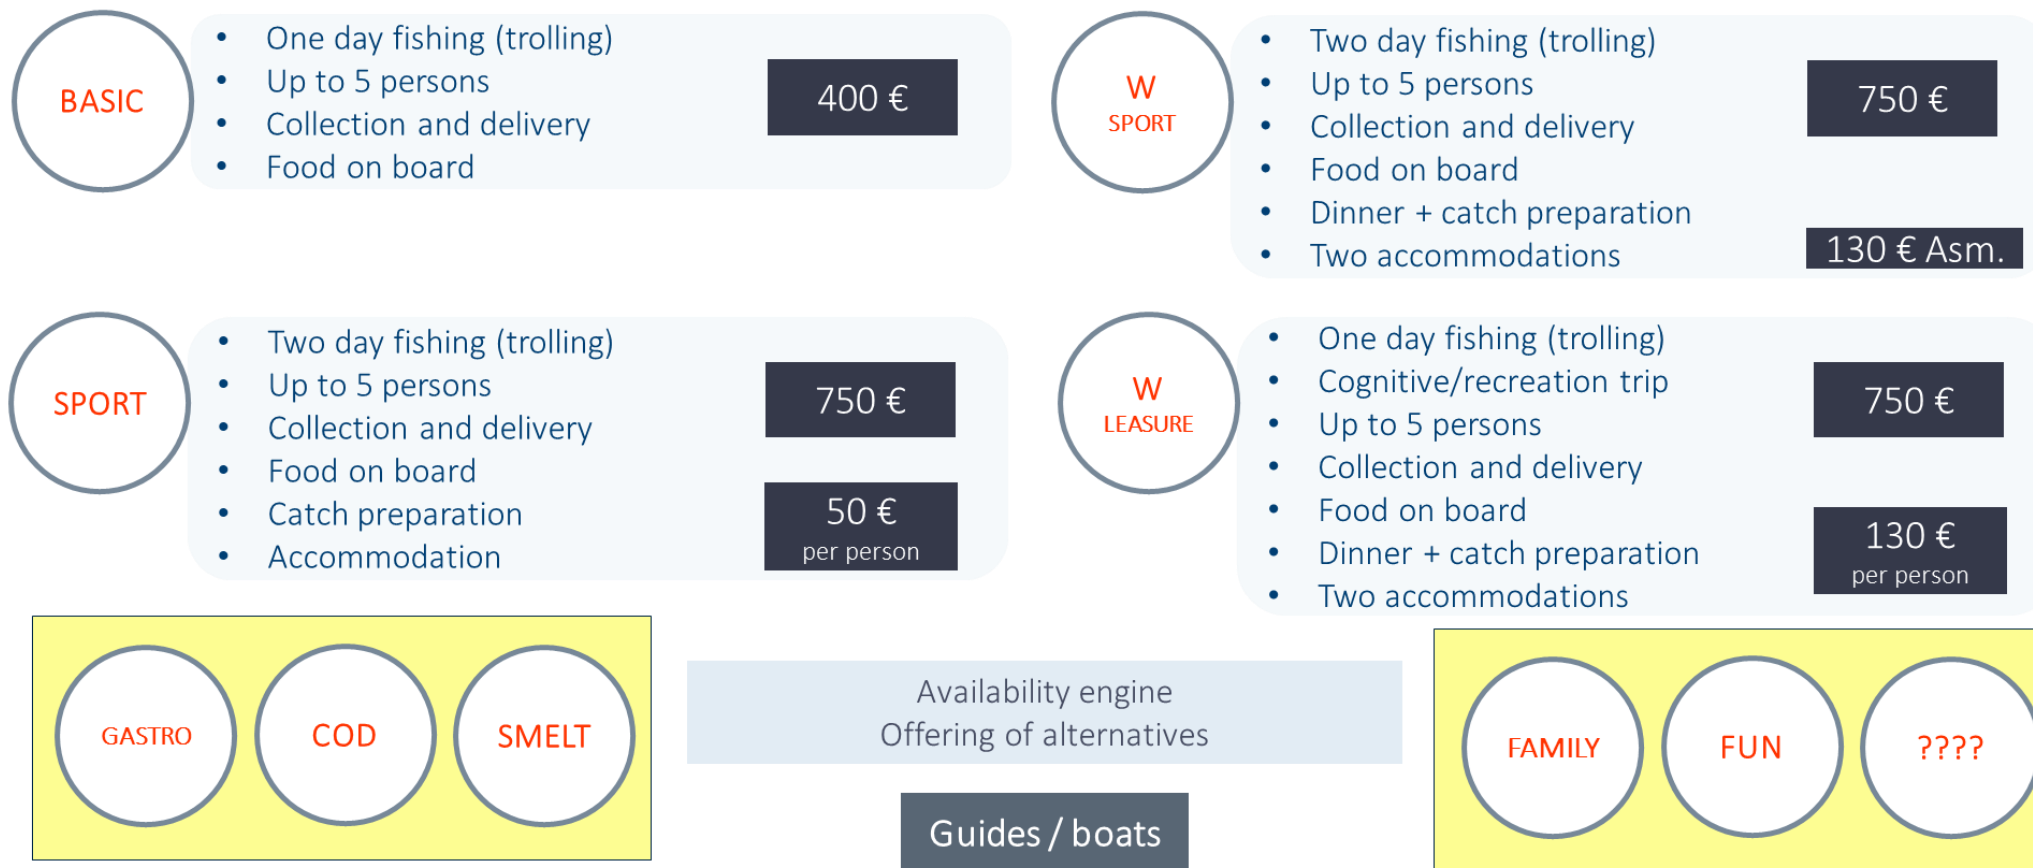 BASIC
• One day fishing (trolling)
• Up to 5 persons
• Collection and delivery
• Food on board
400 €
W
SPORT
• Two day fishing (trolling)
• Up to 5 persons
• Collection and delivery
• Food on board
• Dinner + catch preparation
• Two accommodations
750 €
130 € Asm.
SPORT
• Two day fishing (trolling)
• Up to 5 persons
• Collection and delivery
• Food on board
• Catch preparation
• Accommodation
750 €
50 €
per person
W
LEASURE
• One day fishing (trolling)
• Cognitive/recreation trip
• Up to 5 persons
• Collection and delivery
• Food on board
• Dinner + catch preparation
• Two accommodations
750 €
130 €
per person
GASTRO
COD
SMELT
Availability engine
Offering of alternatives
Guides / boats
FAMILY
FUN
????